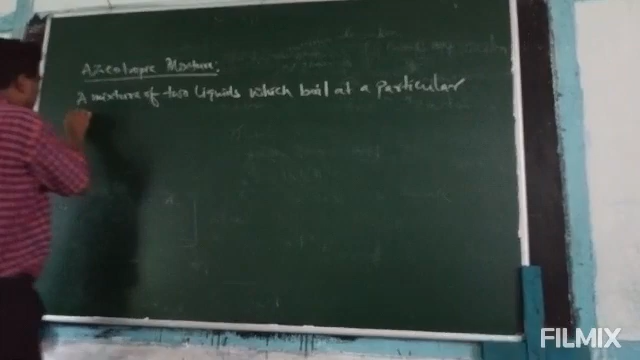 Azeotropic Mixture:
A mixture of two liquids which boil at a particular
FILMIX